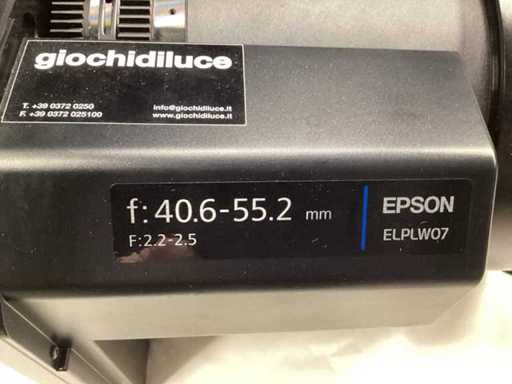 giochidiluce
T. +39 0372 0250
F. +39 0372 025100
info@giochidiluce.it
www.giochidiluce.it
f: 40.6-55.2 mm
F:2.2-2.5
EPSON
ELPLW07